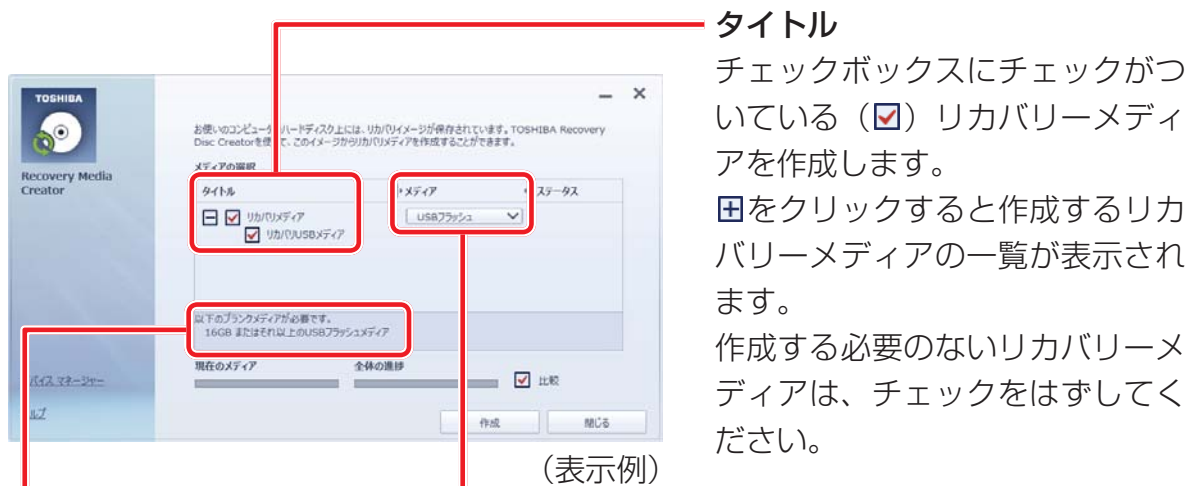 タイトル
チェックボックスにチェックがつ
いている（☑）リカバリーメディ
アを作成します。
⊞をクリックすると作成するリカ
バリーメディアの一覧が表示され
ます。
作成する必要のないリカバリーメ
ディアは、チェックをはずしてく
ださい。
TOSHIBA
Recovery Media
Creator
お使いのコンピュータ ハードディスク上には、リカバリイメージが保存されています。TOSHIBA Recovery
Disc Creatorを使 て、このイメージからリカバリメディアを作成することができます。
メディアの選択
タイトル メディア ステータス
リカバリメディア USBフラッシュ
リカバリUSBメディア
以下のブランクメディアが必要です。
16GB またはそれ以上のUSBフラッシュメディア
現在のメディア 全体の進捗
比較
バイス マネージャー
ルプ
作成 閉じる
（表示例）